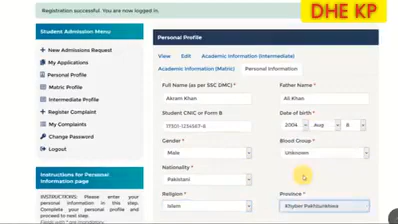 Registration successful. You are now logged in.
DHE KP
Student Admission Menu
New Admissions Request
My Applications
Personal Profile
Matric Profile
Intermediate Profile
Register Complaint
My Complaints
Change Password
Logout
Instructions for Personal Information page
INSTRUCTIONS: Please enter your personal information in this step. Complete your personal profile and proceed to next step.
Personal Profile
View Edit Academic Information (Intermediate)
Academic Information (Matric) Personal Information
Full Name (as per SSC DMC): * Father Name
Akram Khan Ali Khan
Student CNIC or Form B Date of birth *
17301-1234567-8 2004 Aug 8
Gender * Blood Group: *
Male Unknown
Nationality *
Pakistani
Religion * Province *
Islam Khyber Pakhtunkhwa